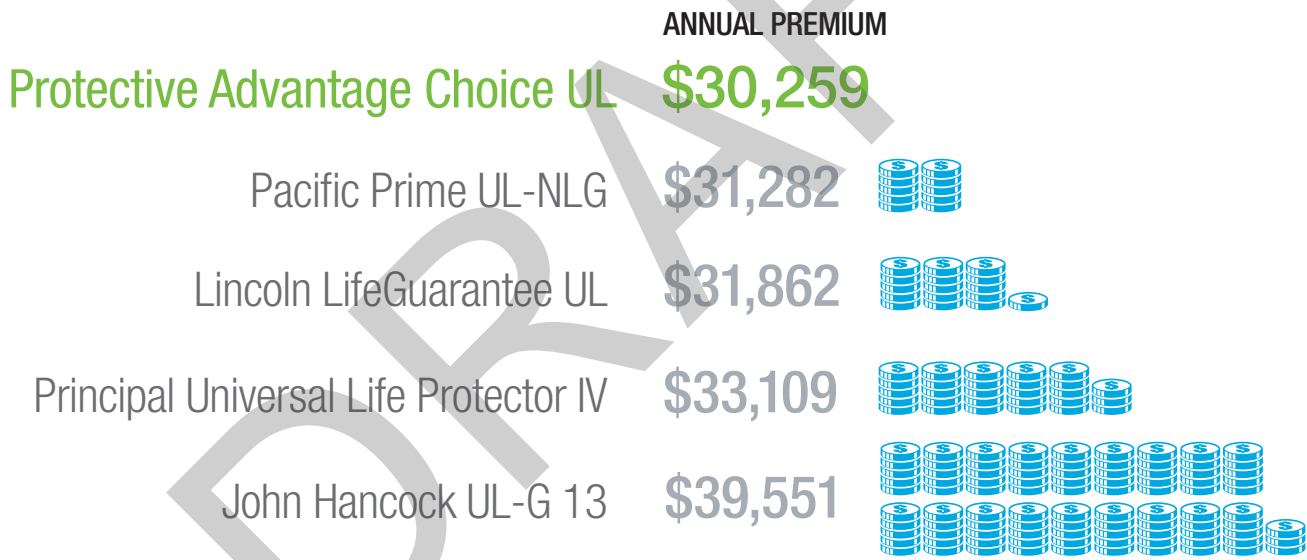 ANNUAL PREMIUM
Protective Advantage Choice UL $30,259
Pacific Prime UL-NLG $31,282
Lincoln LifeGuarantee UL $31,862
Principal Universal Life Protector IV $33,109
John Hancock UL-G 13 $39,551
DRAF